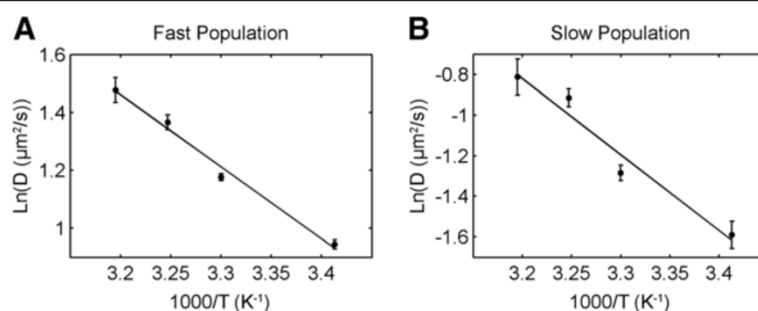 A
Fast Population
1.6
1.4
1.2
1
Ln(D (μm²/s))
3.2 3.25 3.3 3.35 3.4
1000/T (K⁻¹)
B
Slow Population
-0.8
-1
-1.2
-1.4
-1.6
Ln(D (μm²/s))
3.2 3.25 3.3 3.35 3.4
1000/T (K⁻¹)